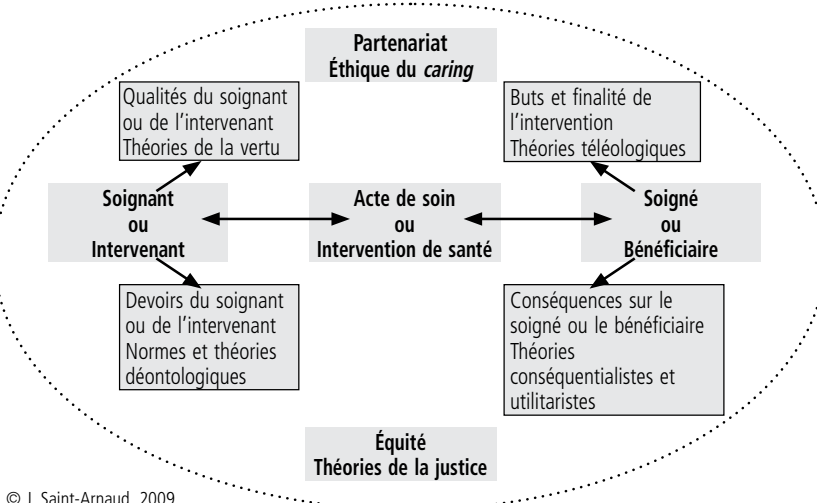 Partenariat
Éthique du caring
Qualités du soignant
ou de l'intervenant
Théories de la vertu
Buts et finalité de
l'intervention
Théories téléologiques
Soignant
ou
Intervenant
Acte de soin
ou
Intervention de santé
Soigné
ou
Bénéficiaire
Devoirs du soignant
ou de l'intervenant
Normes et théories
déontologiques
Conséquences sur le
soigné ou le bénéficiaire
Théories
conséquentialistes et
utilitaristes
Équité
Théories de la justice
© J. Saint-Arnaud, 2009